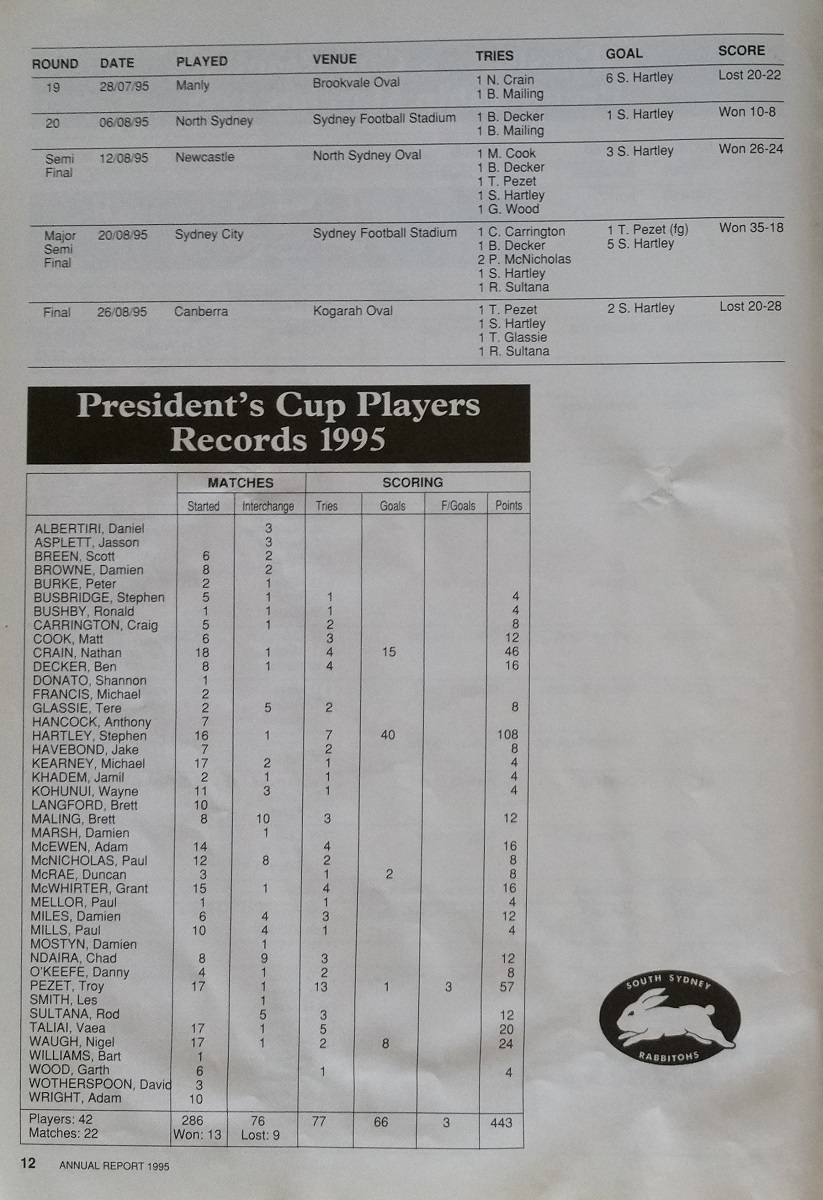 ROUND DATE PLAYED VENUE TRIES GOAL SCORE
19 28/07/95 Manly Brookvale Oval 1 N. Crain 6 S. Hartley Lost 20-22
1 B. Mailing
20 06/08/95 North Sydney Sydney Football Stadium 1 B. Decker 1 S. Hartley Won 10-8
1 B. Mailing
Semi 12/08/95 Newcastle North Sydney Oval 1 M. Cook 3 S. Hartley Won 26-24
Final 1 B. Decker
1 T. Pezet
1 S. Hartley
1 G. Wood
Major 20/08/95 Sydney City Sydney Football Stadium 1 C. Carrington 1 T. Pezet (fg) Won 35-18
Semi 1 B. Decker 5 S. Hartley
Final 2 P. McNicholas
1 S. Hartley
1 R. Sultana
Final 26/08/95 Canberra Kogarah Oval 1 T. Pezet 2 S. Hartley Lost 20-28
1 S. Hartley
1 T. Glassie
1 R. Sultana
President's Cup Players
Records 1995
MATCHES SCORING
Started Interchange Tries Goals F/Goals Points
ALBERTIRI, Daniel 3
ASPLETT, Jasson 3
BREEN, Scott 6 2
BROWNE, Damien 8 2
BURKE, Peter 2 1
BUSBRIDGE, Stephen 5 1 1 4
BUSHBY, Ronald 1 1 1 4
CARRINGTON, Craig 5 1 2 8
COOK, Matt 6 3 12
CRAIN, Nathan 18 1 4 15 46
DECKER, Ben 8 1 4 16
DONATO, Shannon 1
FRANCIS, Michael 2
GLASSIE, Tere 2 5 2 8
HANCOCK, Anthony 7
HARTLEY, Stephen 16 1 7 40 108
HAVEBOND, Jake 7 2 8
KEARNEY, Michael 17 2 1 4
KHADEM, Jamil 2 1 1 4
KOHUNUI, Wayne 11 3 1 4
LANGFORD, Brett 10
MALING, Brett 8 10 3 12
MARSH, Damien 1
McEWEN, Adam 14 4 16
McNICHOLAS, Paul 12 8 2 8
McRAE, Duncan 3 1 2 8
McWHIRTER, Grant 15 1 4 16
MELLOR, Paul 1 1 4
MILES, Damien 6 4 3 12
MILLS, Paul 10 4 1 4
MOSTYN, Damien 1
NDAIRA, Chad 8 9 3 12
O'KEEFE, Danny 4 1 2 8
PEZET, Troy 17 1 13 1 3 57
SMITH, Les 1
SULTANA, Rod 5 3 12
TALIAI, Vaea 17 1 5 20
WAUGH, Nigel 17 1 2 8 24
WILLIAMS, Bart 1
WOOD, Garth 6 1 4
WOTHERSPOON, David 3
WRIGHT, Adam 10
Players: 42 286 76 77 66 3 443
Matches: 22 Won: 13 Lost: 9
SOUTH SYDNEY
RABBITOHS
12 ANNUAL REPORT 1995